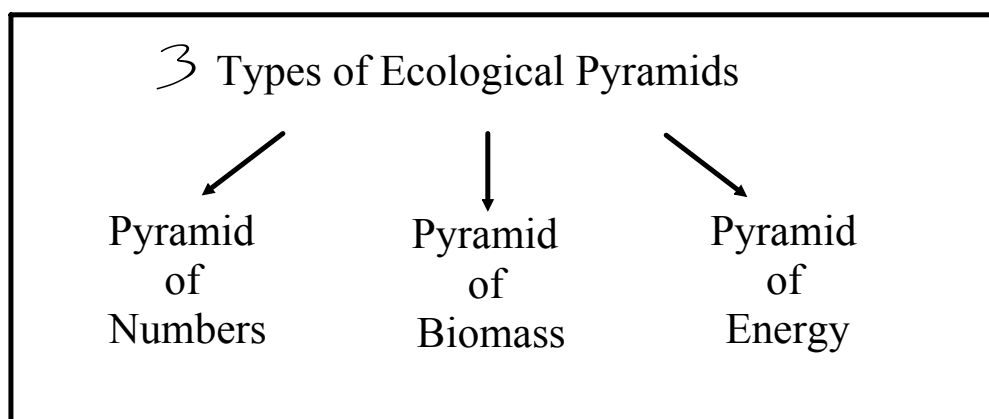 3 Types of Ecological Pyramids
Pyramid
of
Numbers
Pyramid
of
Biomass
Pyramid
of
Energy